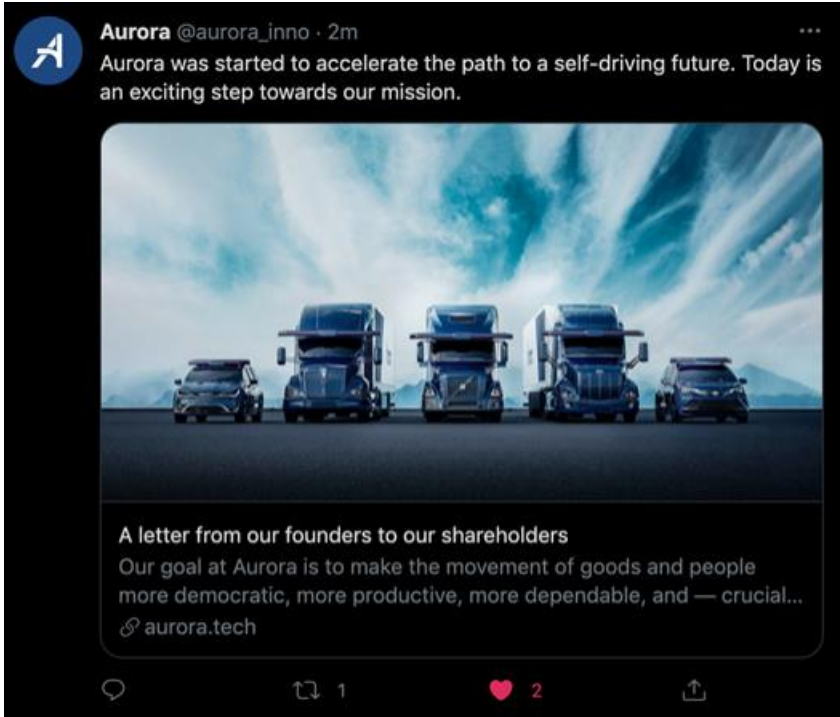 Aurora @aurora_inno · 2m
Aurora was started to accelerate the path to a self-driving future. Today is
an exciting step towards our mission.
A letter from our founders to our shareholders
Our goal at Aurora is to make the movement of goods and people
more democratic, more productive, more dependable, and — crucial...
aurora.tech
1 2